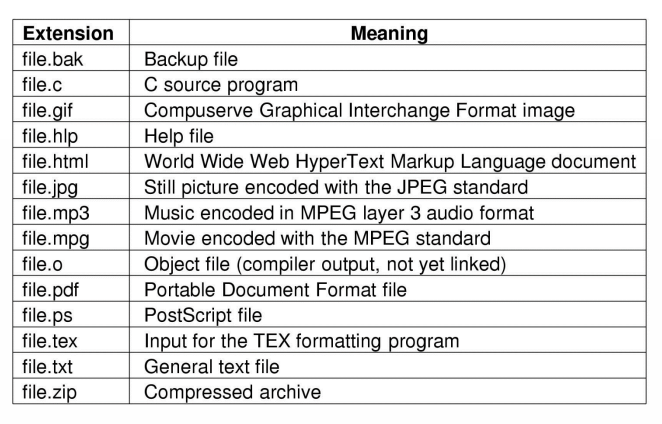 Extension Meaning
file.bak Backup file
file.c C source program
file.gif Compuserve Graphical Interchange Format image
file.hlp Help file
file.html World Wide Web HyperText Markup Language document
file.jpg Still picture encoded with the JPEG standard
file.mp3 Music encoded in MPEG layer 3 audio format
file.mpg Movie encoded with the MPEG standard
file.o Object file (compiler output, not yet linked)
file.pdf Portable Document Format file
file.ps PostScript file
file.tex Input for the TEX formatting program
file.txt General text file
file.zip Compressed archive